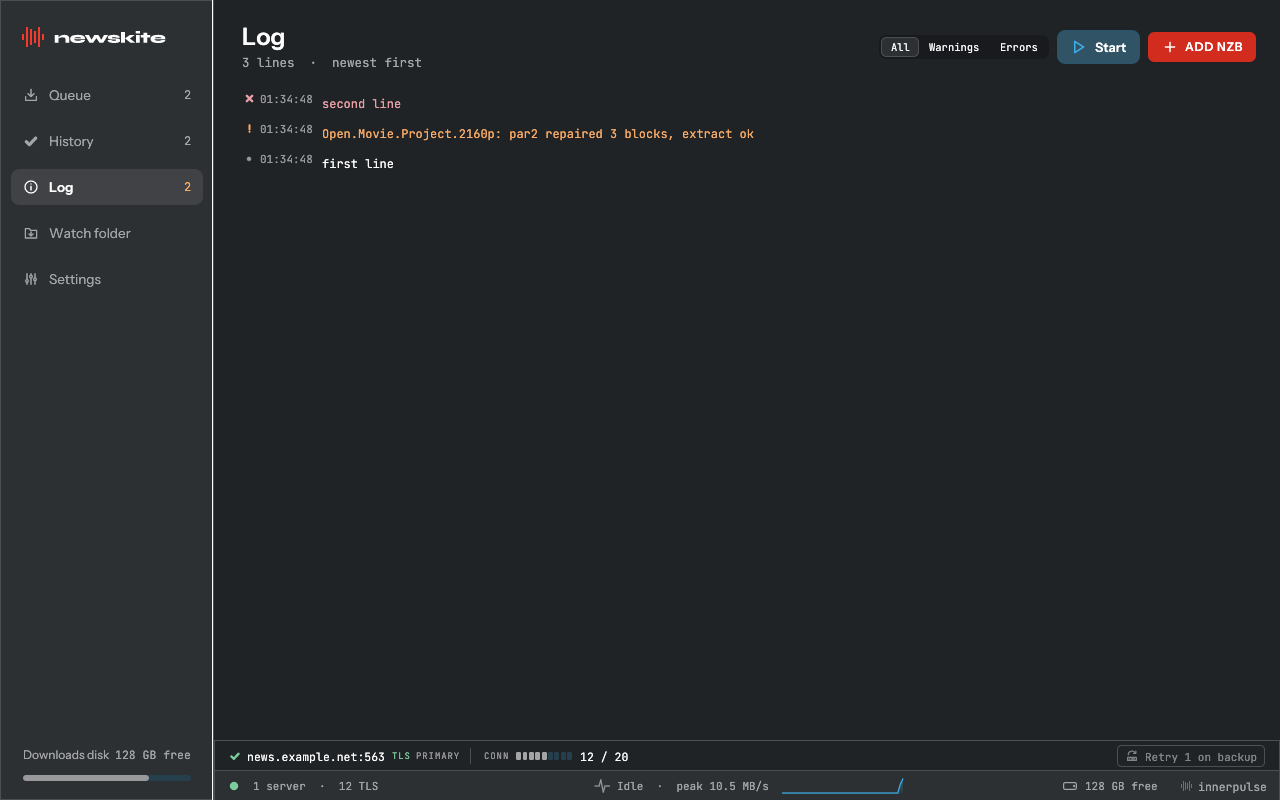 newskite
Queue 2
History 2
Log 2
Watch folder
Settings
Downloads disk 128 GB free
Log
3 lines · newest first
All Warnings Errors
Start
ADD NZB
01:34:48 second line
! 01:34:48 Open.Movie.Project.2160p: par2 repaired 3 blocks, extract ok
01:34:48 first line
news.example.net:563 TLS PRIMARY CONN 12 / 20
Retry 1 on backup
1 server · 12 TLS
Idle · peak 10.5 MB/s
128 GB free
innerpulse